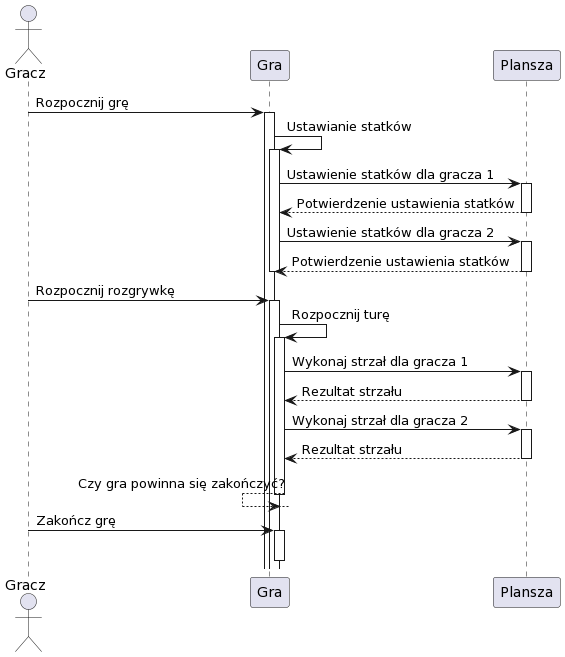 Gracz
Gra
Plansza
Rozpocznij grę
Ustawianie statków
Ustawienie statków dla gracza 1
Potwierdzenie ustawienia statków
Ustawienie statków dla gracza 2
Potwierdzenie ustawienia statków
Rozpocznij rozgrywkę
Rozpocznij turę
Wykonaj strzał dla gracza 1
Rezultat strzału
Wykonaj strzał dla gracza 2
Rezultat strzału
Czy gra powinna się zakończyć?
Zakończ grę
Gracz
Gra
Plansza